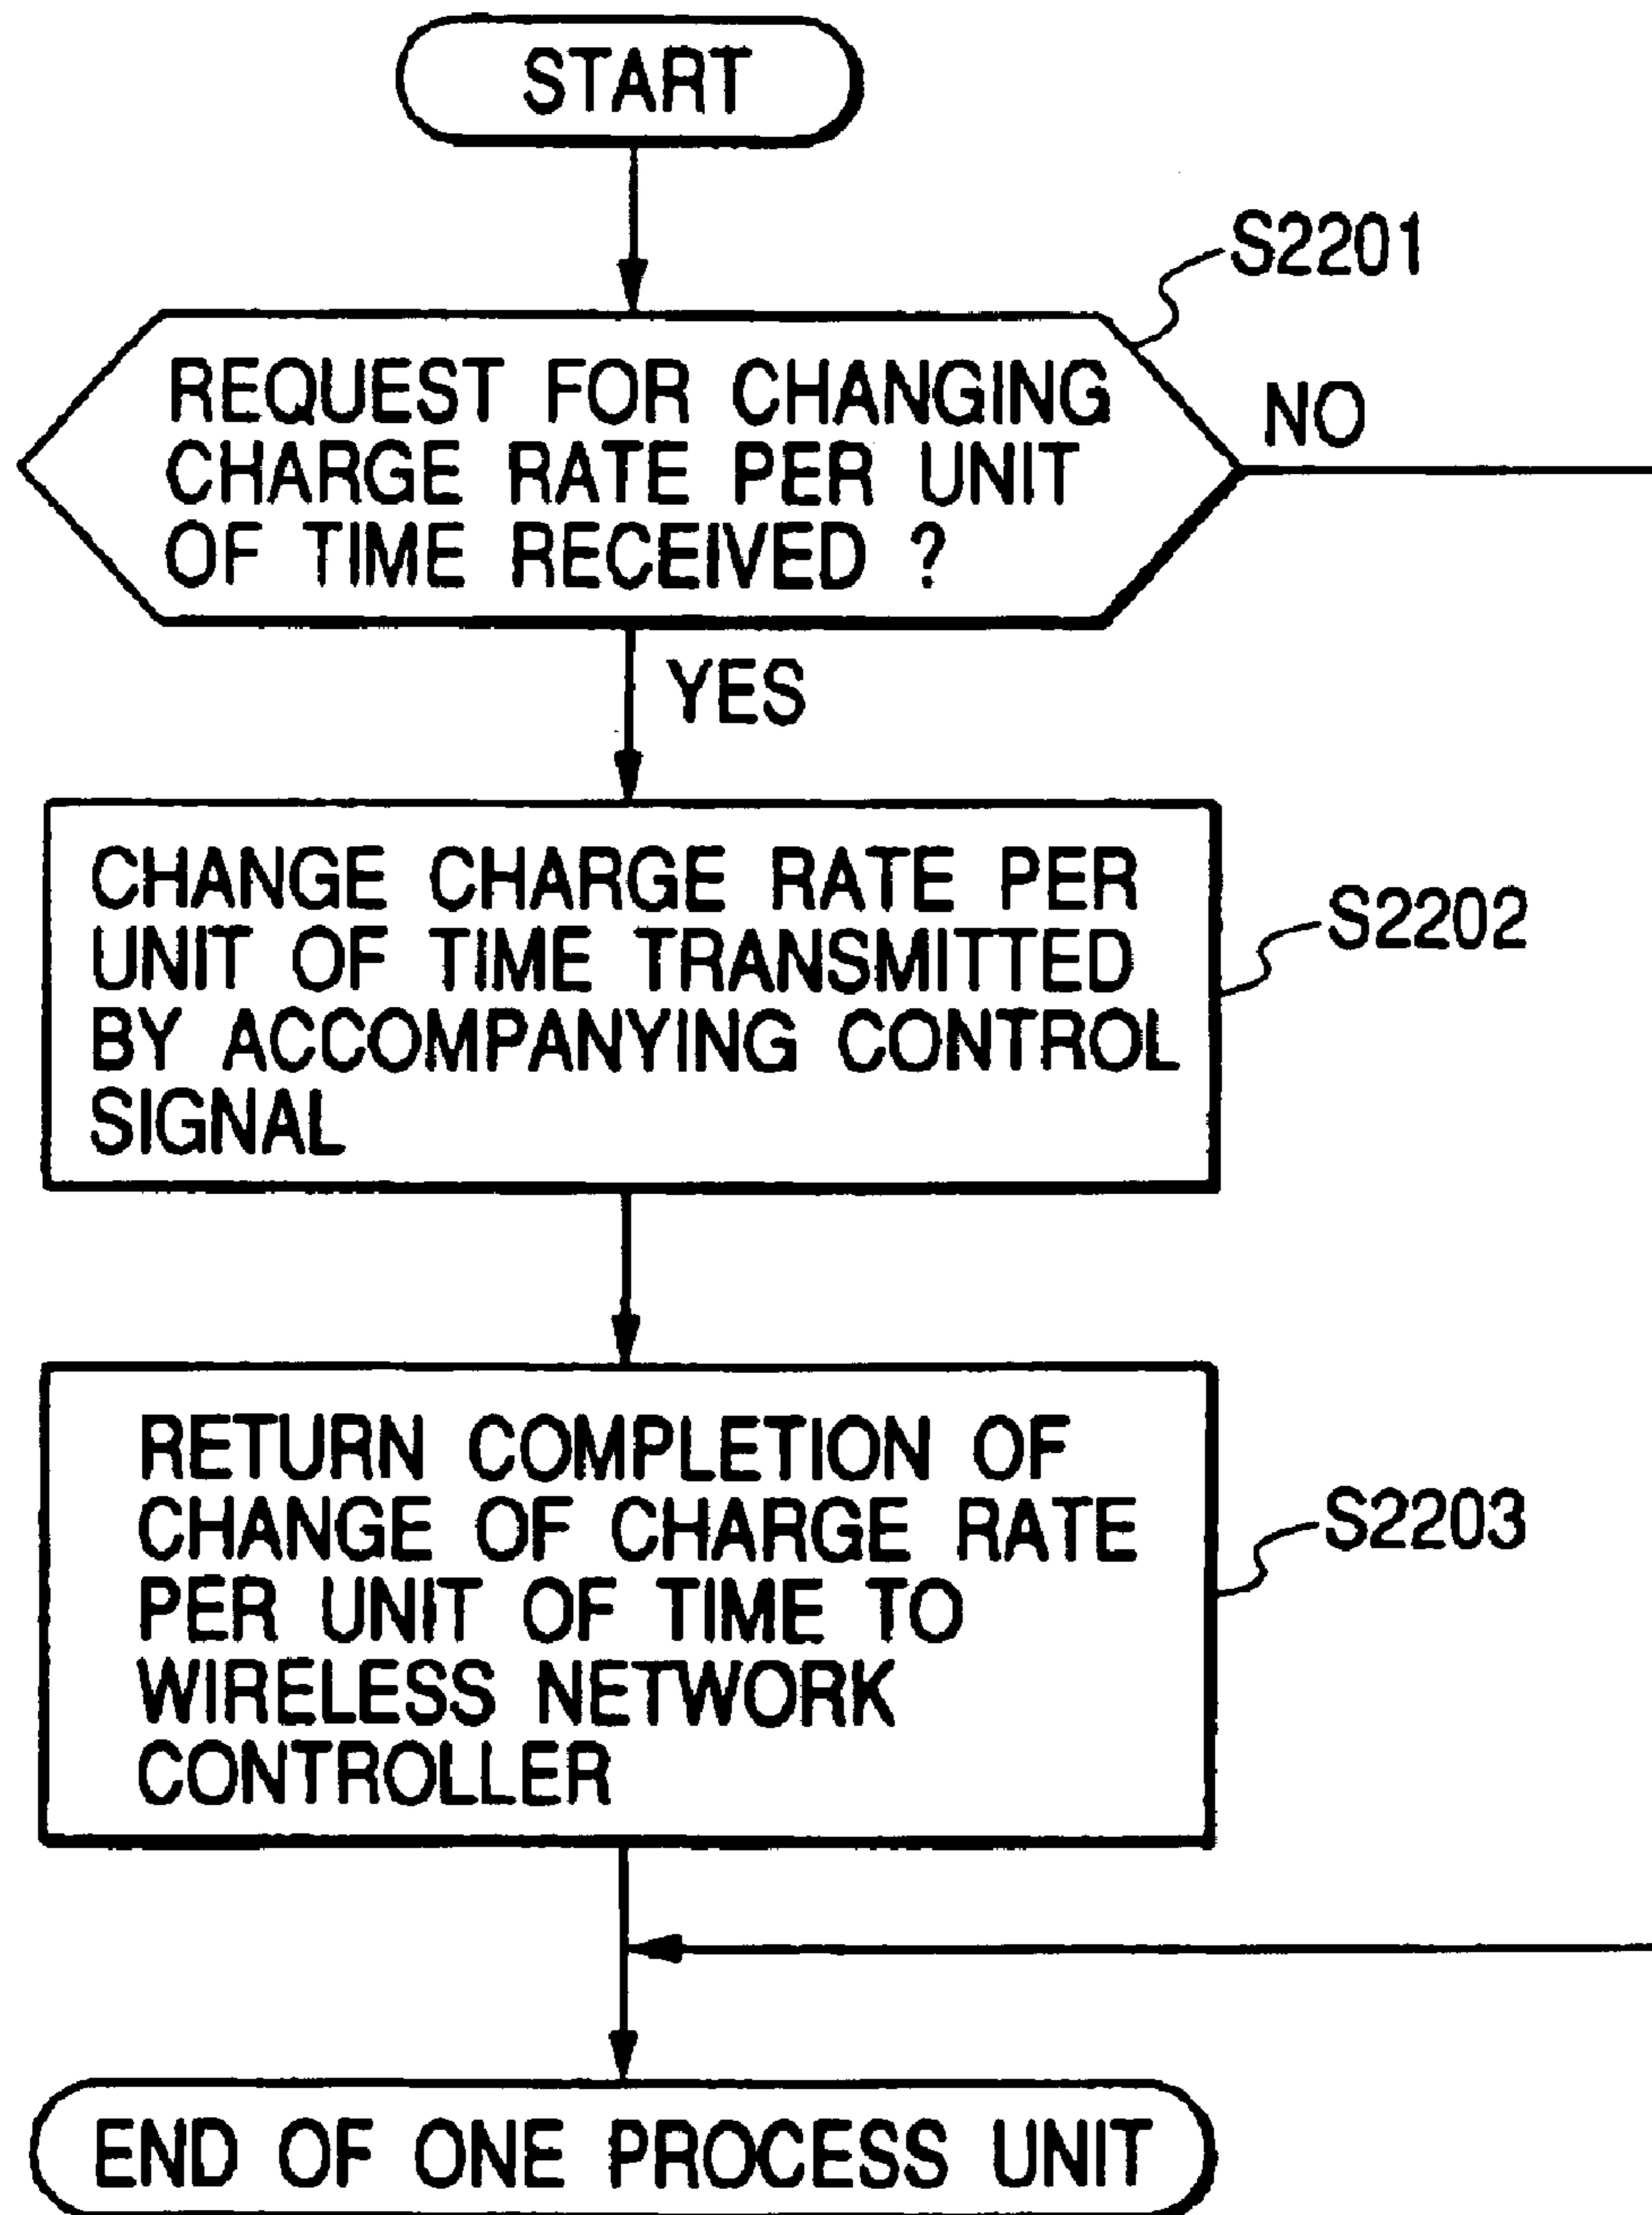 START
S2201
REQUEST FOR CHANGING
CHARGE RATE PER UNIT
OF TIME RECEIVED ?
NO
YES
CHANGE CHARGE RATE PER
UNIT OF TIME TRANSMITTED
BY ACCOMPANYING CONTROL
SIGNAL
S2202
RETURN COMPLETION OF
CHANGE OF CHARGE RATE
PER UNIT OF TIME TO
WIRELESS NETWORK
CONTROLLER
S2203
END OF ONE PROCESS UNIT